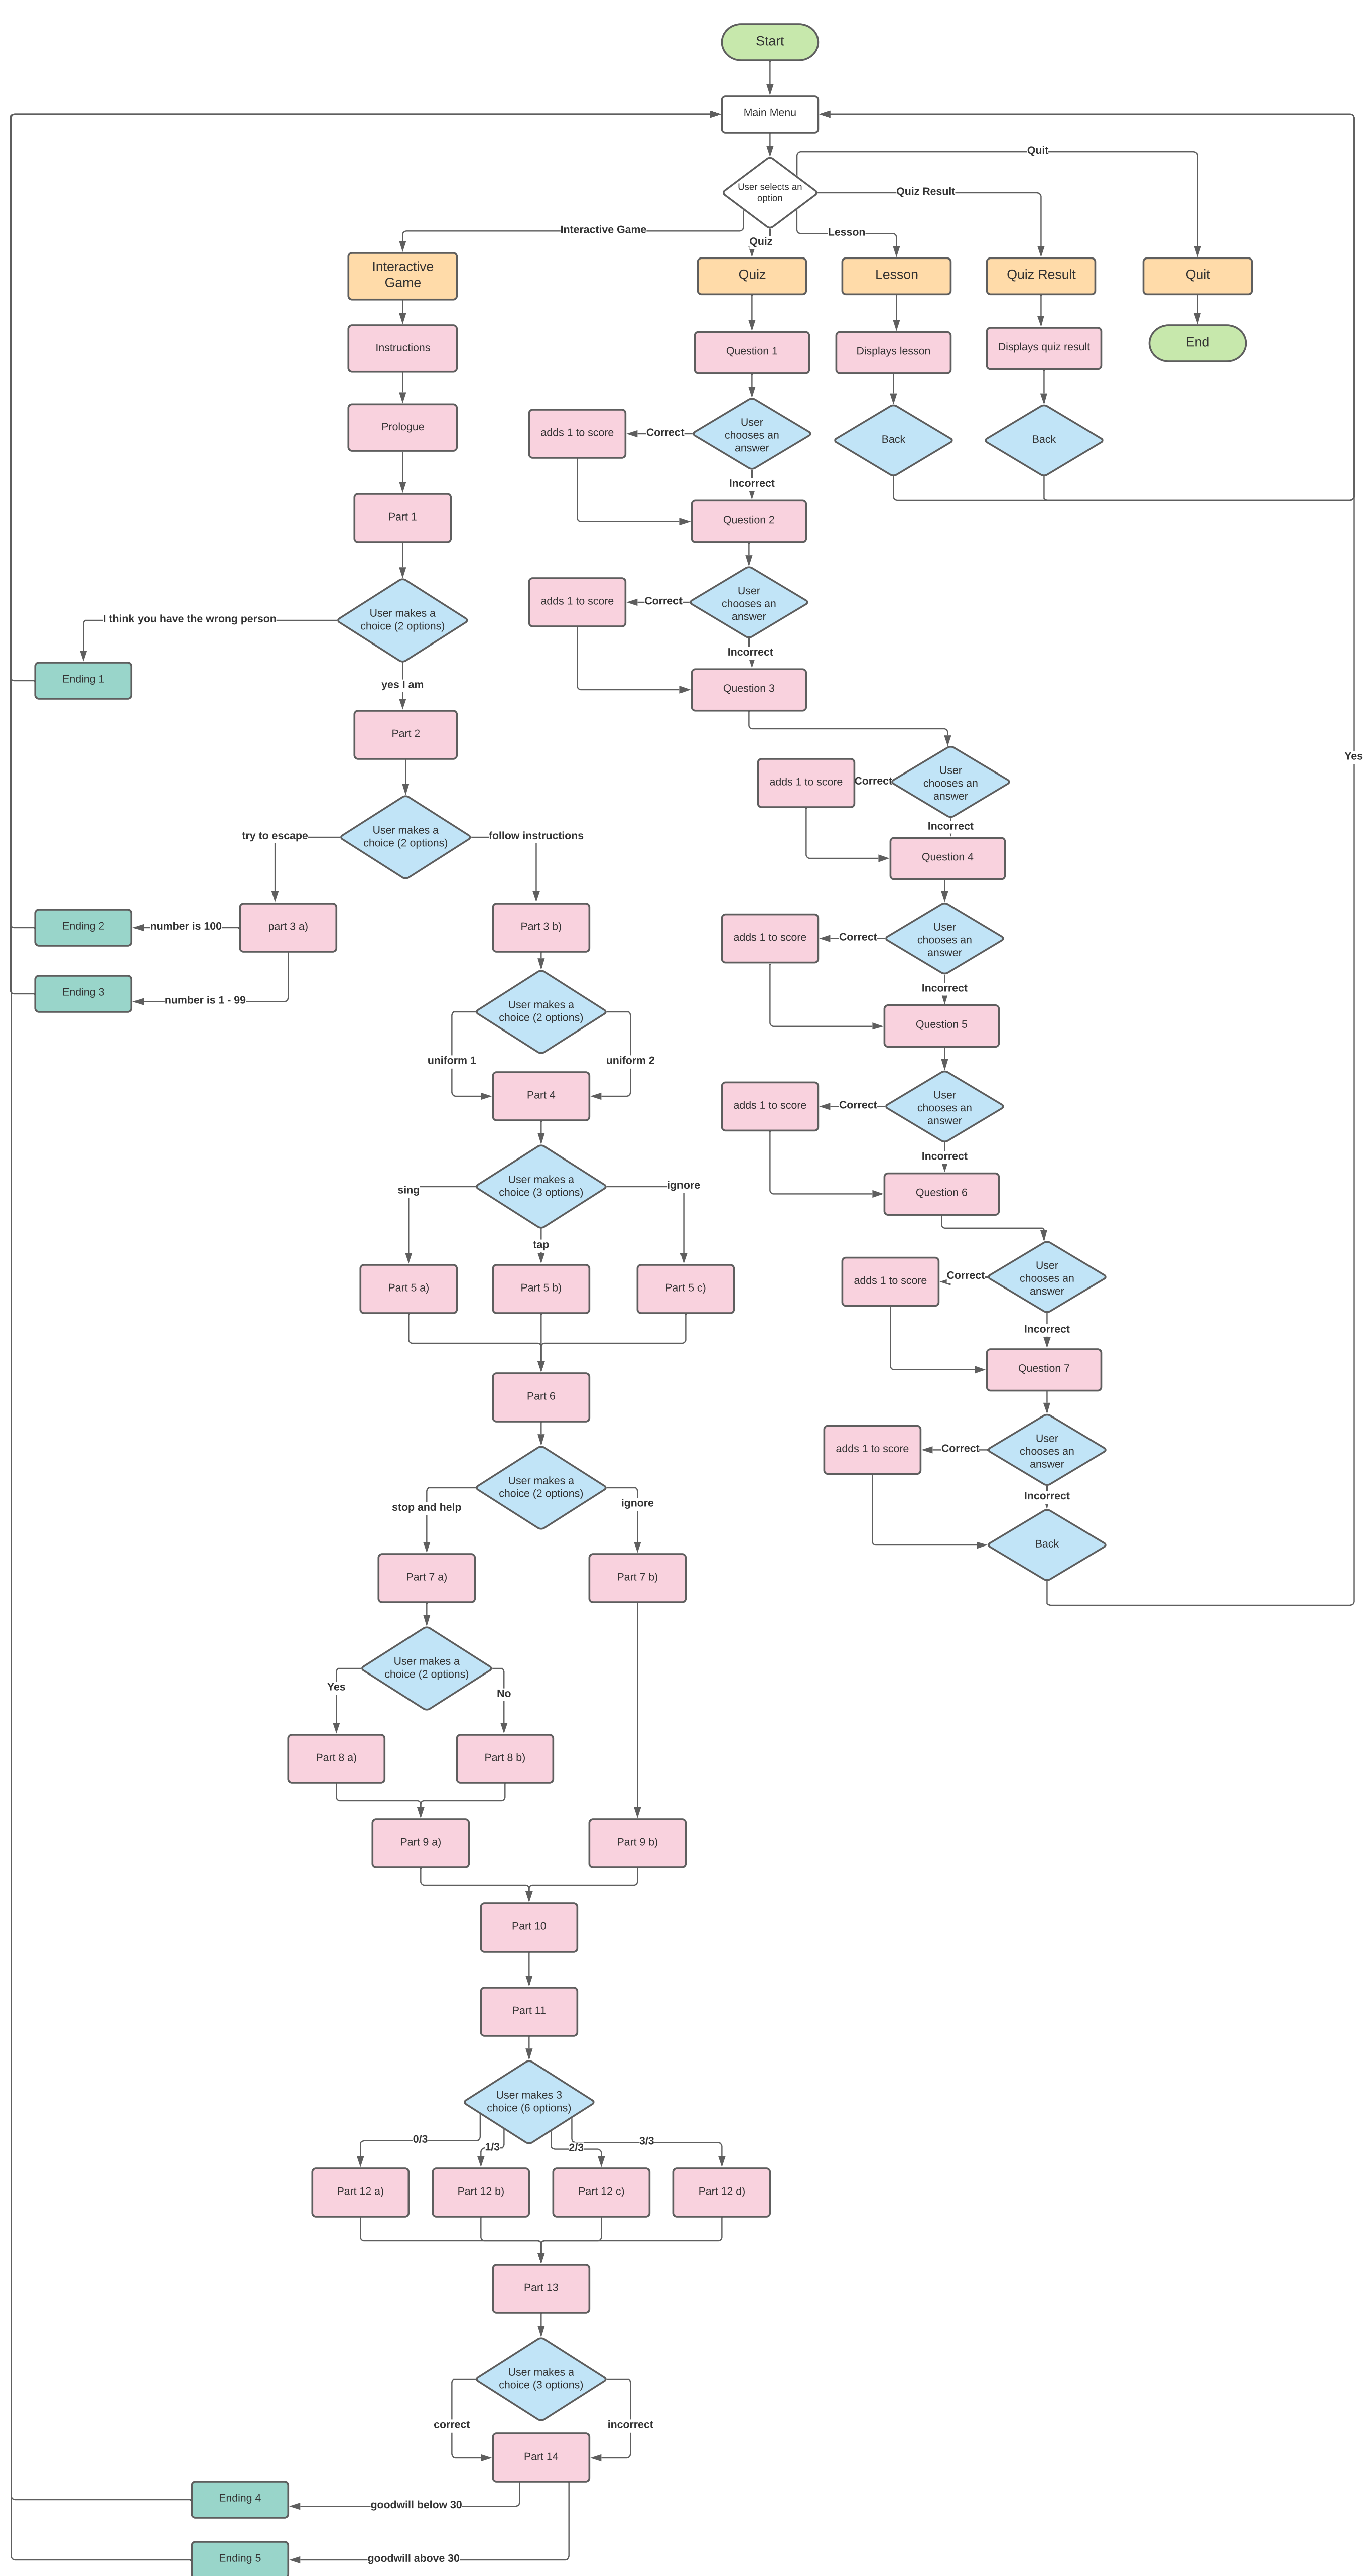 Start
Main Menu
Quit
User selects an
option
Quiz Result
Interactive Game
Lesson
Quiz
Interactive
Game
Quiz
Lesson
Quiz Result
Quit
Instructions
Question 1
Displays lesson
Displays quiz result
End
Prologue
adds 1 to score
Correct
User
chooses an
answer
Back
Back
Incorrect
Part 1
Question 2
adds 1 to score
Correct
User
chooses an
answer
I think you have the wrong person
User makes a
choice (2 options)
Incorrect
Ending 1
yes I am
Question 3
Part 2
Yes
adds 1 to score
Correct
User
chooses an
answer
try to escape
User makes a
choice (2 options)
follow instructions
Incorrect
Question 4
Ending 2
number is 100
part 3 a)
Part 3 b)
adds 1 to score
Correct
User
chooses an
answer
Ending 3
number is 1 - 99
Incorrect
User makes a
choice (2 options)
Question 5
uniform 1
uniform 2
Part 4
adds 1 to score
Correct
User
chooses an
answer
Incorrect
sing
User makes a
choice (3 options)
ignore
Question 6
tap
Part 5 a)
Part 5 b)
Part 5 c)
adds 1 to score
Correct
User
chooses an
answer
Incorrect
Question 7
Part 6
adds 1 to score
Correct
User
chooses an
answer
User makes a
choice (2 options)
stop and help
ignore
Incorrect
Back
Part 7 a)
Part 7 b)
User makes a
choice (2 options)
Yes
No
Part 8 a)
Part 8 b)
Part 9 a)
Part 9 b)
Part 10
Part 11
User makes 3
choice (6 options)
0/3
1/3
2/3
3/3
Part 12 a)
Part 12 b)
Part 12 c)
Part 12 d)
Part 13
User makes a
choice (3 options)
correct
incorrect
Part 14
Ending 4
goodwill below 30
Ending 5
goodwill above 30